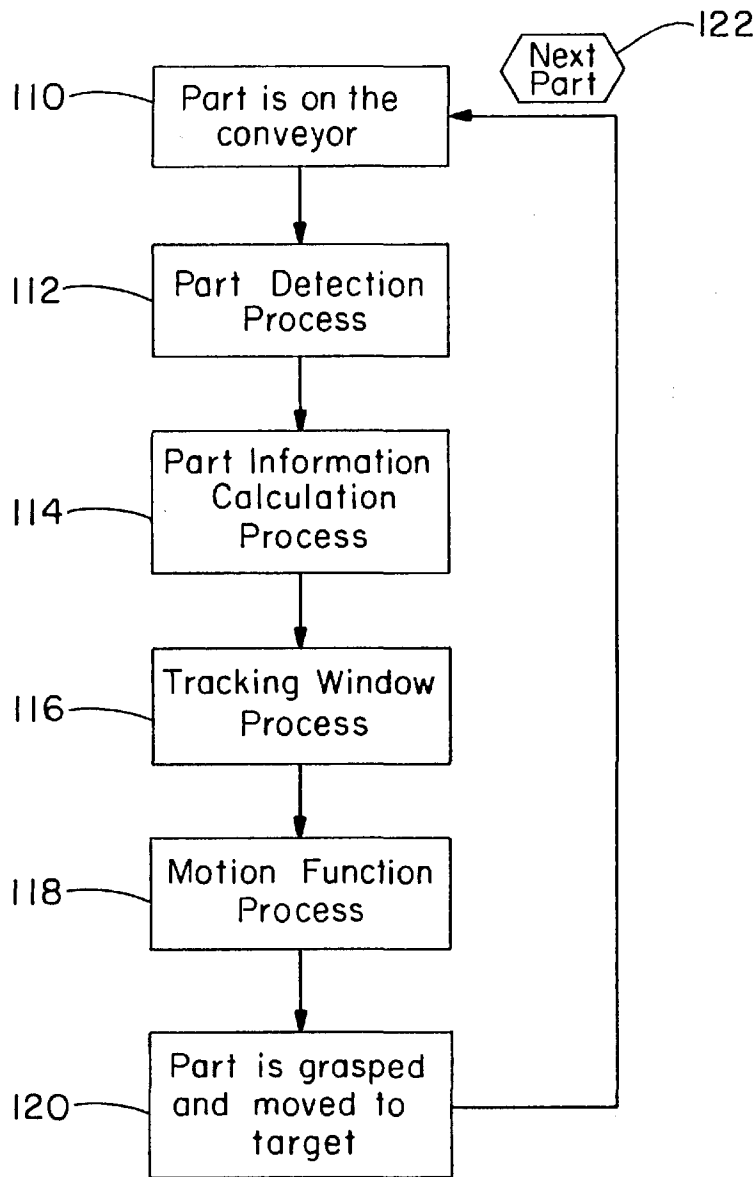 122
Next
Part
110
Part is on the
conveyor
112
Part Detection
Process
114
Part Information
Calculation
Process
116
Tracking Window
Process
118
Motion Function
Process
120
Part is grasped
and moved to
target